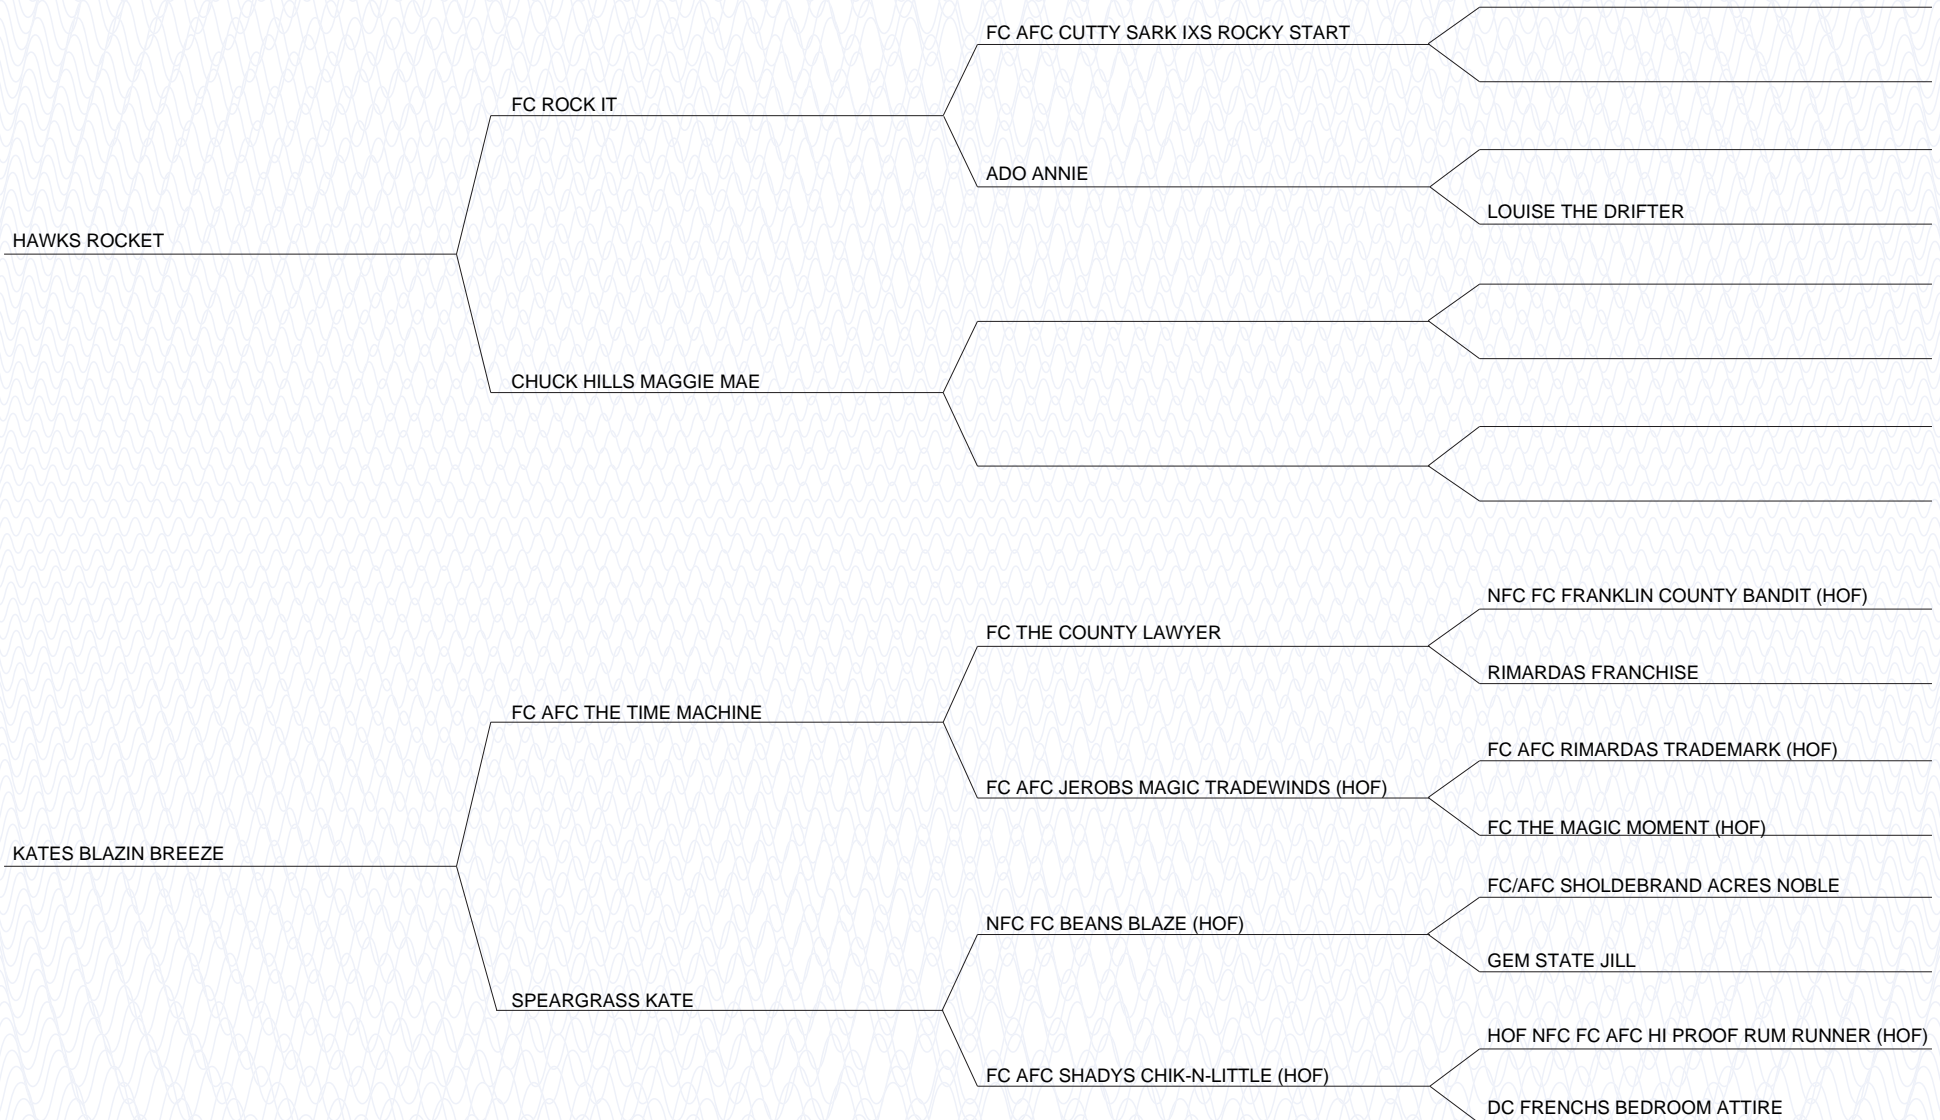 FC AFC CUTTY SARK IXS ROCKY START
FC ROCK IT
ADO ANNIE
LOUISE THE DRIFTER
HAWKS ROCKET
CHUCK HILLS MAGGIE MAE
NFC FC FRANKLIN COUNTY BANDIT (HOF)
FC THE COUNTY LAWYER
RIMARDAS FRANCHISE
FC AFC THE TIME MACHINE
FC AFC RIMARDAS TRADEMARK (HOF)
FC AFC JEROBS MAGIC TRADEWINDS (HOF)
FC THE MAGIC MOMENT (HOF)
KATES BLAZIN BREEZE
FC/AFC SHOLDEBRAND ACRES NOBLE
NFC FC BEANS BLAZE (HOF)
GEM STATE JILL
SPEARGRASS KATE
HOF NFC FC AFC HI PROOF RUM RUNNER (HOF)
FC AFC SHADYS CHIK-N-LITTLE (HOF)
DC FRENCHS BEDROOM ATTIRE